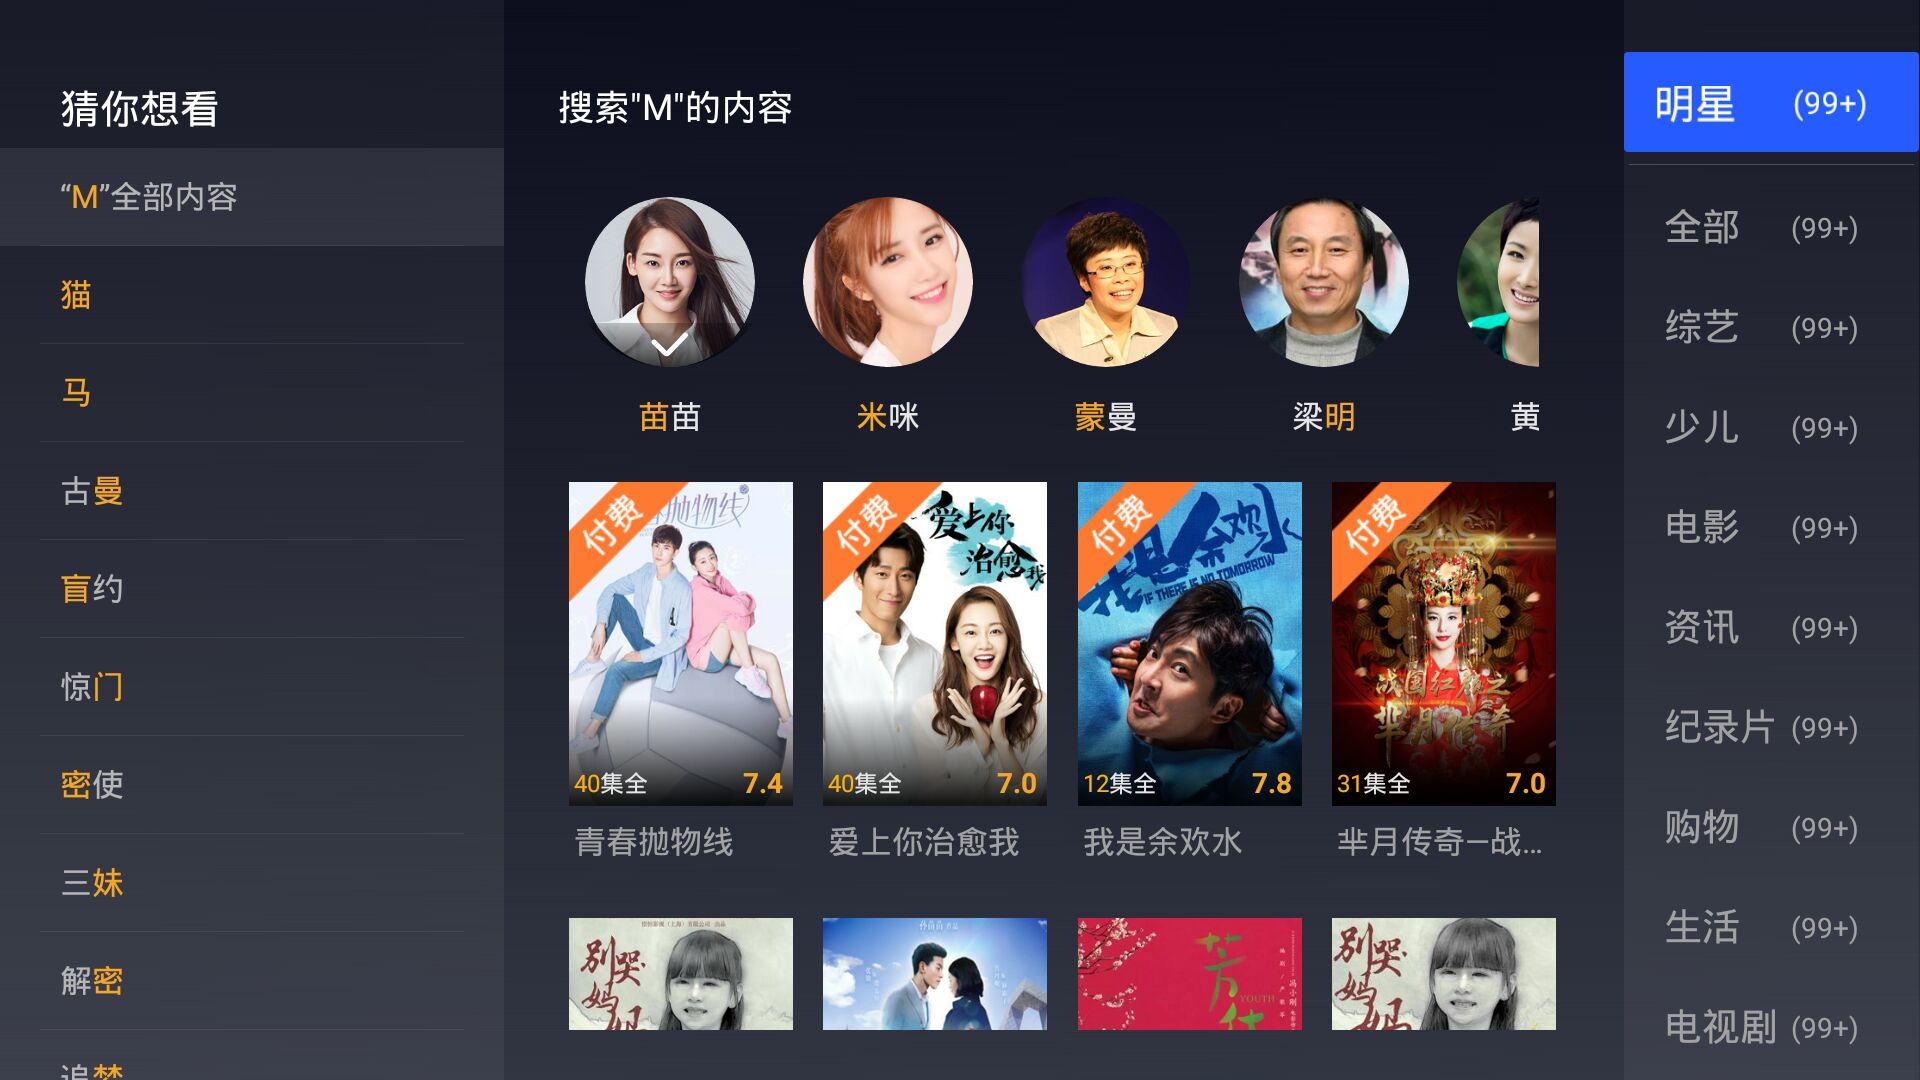 猜你想看
“M”全部内容
猫
马
古曼
盲约
惊门
密使
三妹
解密
追梦
搜索"M"的内容
苗苗
米咪
蒙曼
梁明
黄
付费
抛物线
40集全 7.4
青春抛物线
付费
爱上你
治愈我
40集全 7.0
爱上你治愈我
付费
我是余欢水
IF THERE IS NO TOMORROW
12集全 7.8
我是余欢水
付费
战国红颜之
芈月传奇
31集全 7.0
芈月传奇—战...
别哭
妈妈
芳华
YOUTH
别哭
妈妈
明星 (99+)
全部 (99+)
综艺 (99+)
少儿 (99+)
电影 (99+)
资讯 (99+)
纪录片 (99+)
购物 (99+)
生活 (99+)
电视剧 (99+)